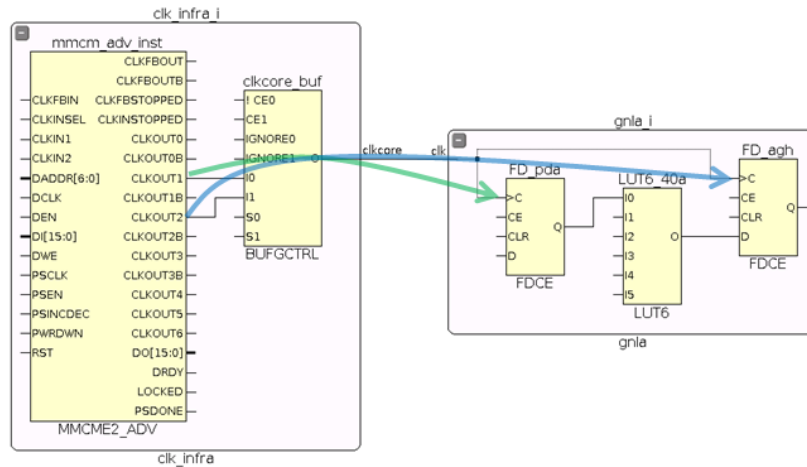 clk_infra_i
mmcm_adv_inst
CLKFBOUT
CLKFBOUTB
CLKFBIN CLKFBSTOPPED
CLKINSEL CLKINSTOPPED
CLKIN1 CLKOUT0
CLKIN2 CLKOUT0B
DADDR[6:0] CLKOUT1
DCLK CLKOUT1B
DEN CLKOUT2
DI[15:0] CLKOUT2B
DWE CLKOUT3
PSCLK CLKOUT3B
PSEN CLKOUT4
PSINCDEC CLKOUT5
PWRDWN CLKOUT6
RST DO[15:0]
DRDY
LOCKED
PSDONE
MMCME2_ADV
clkcore_buf
! CE0
CE1
IGNORE0
IGNORE1 O
I0
I1
S0
S1
BUFGCTRL
clk_infra
clkcore clk
gnla_i
FD_pda
>C
CE
CLR Q
D
FDCE
LUT6_40a
I0
I1
I2 O
I3
I4
I5
LUT6
FD_agh
>C
CE
CLR Q
D
FDCE
gnla